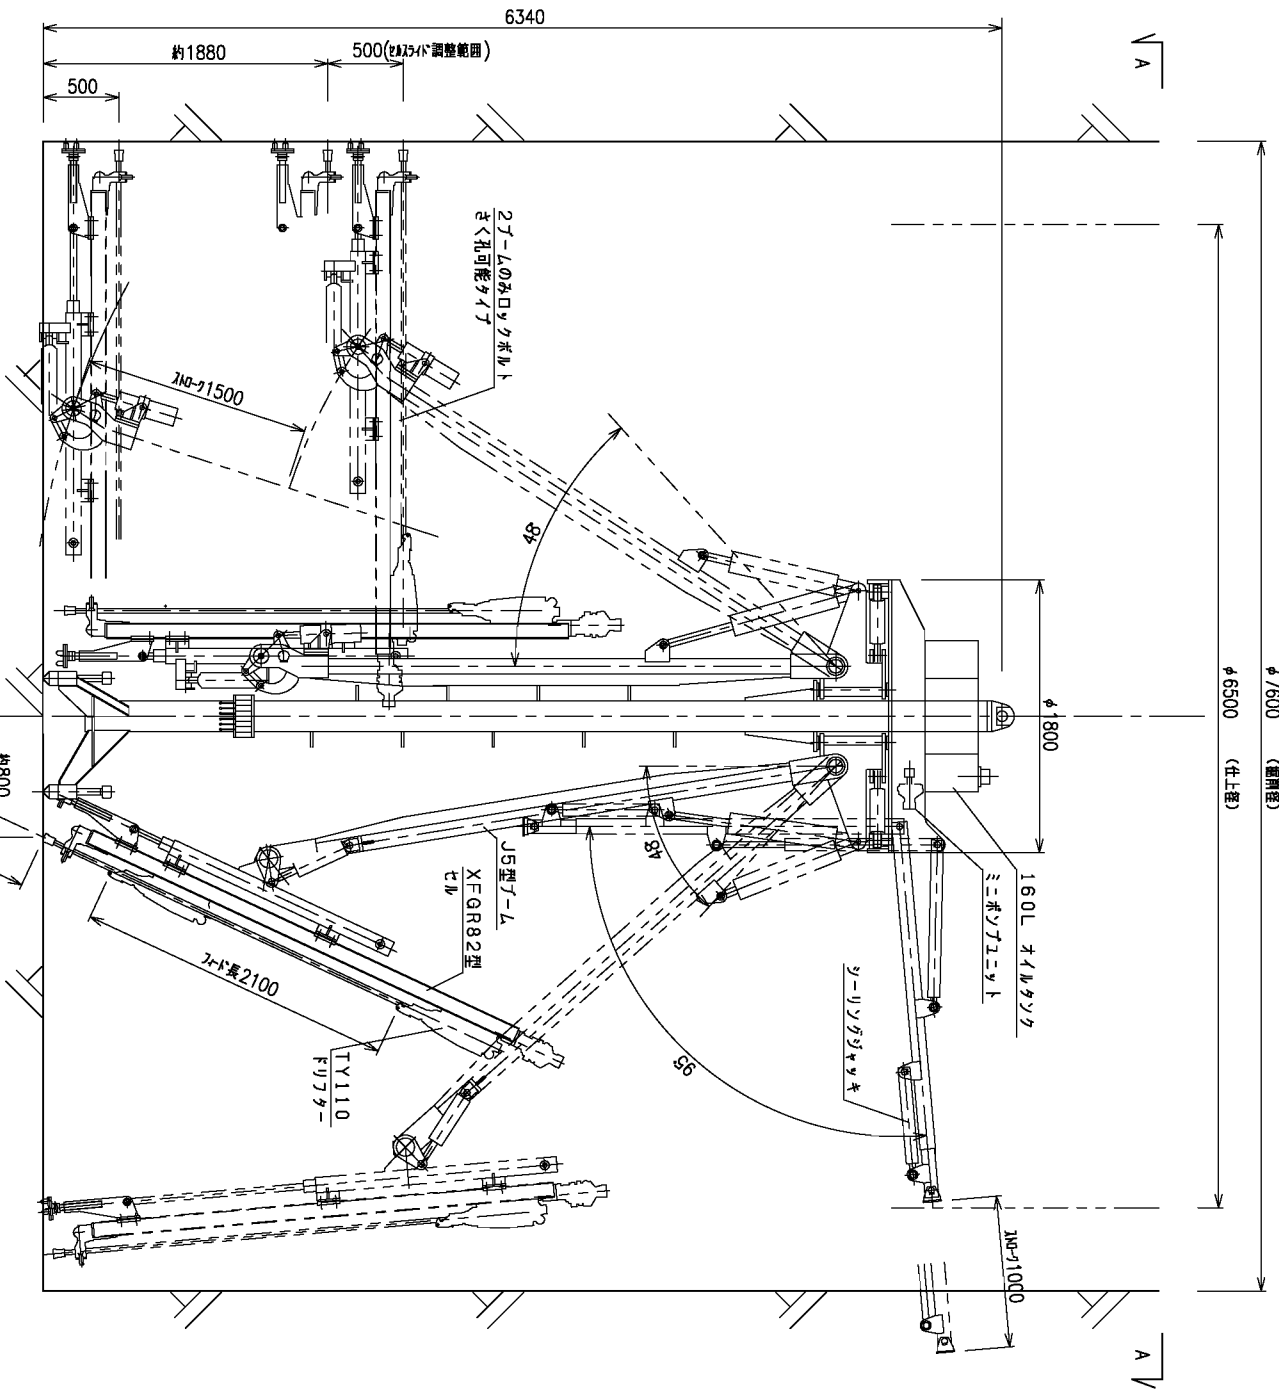 6340
約1880
500(セルスライド調整範囲)
500
A
φ7600 (掘削径)
φ6500 (仕上径)
φ1800
2ブームのみロックボルト
さく孔可能タイプ
ストローク1500
48°
48°
95°
160L オイルタンク
ミニポンプユニット
シーリングジャッキ
J5型ブーム
XFGR82型
セル
フィード長2100
TY110
ドリフター
ストローク1000
約800
A